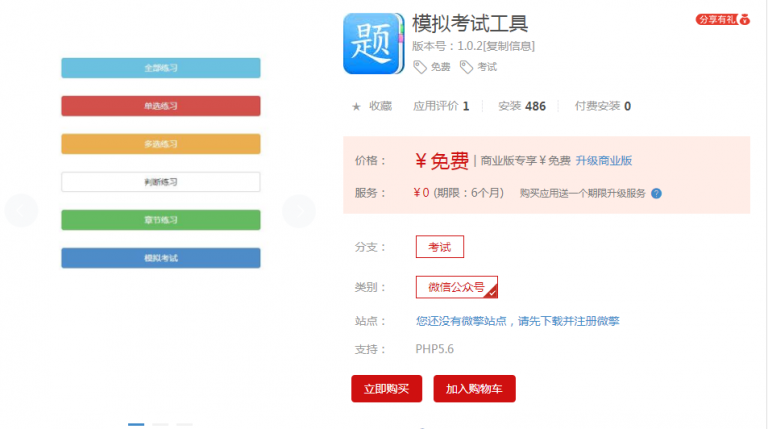 全部练习
单选练习
多选练习
判断练习
章节练习
模拟考试
题
模拟考试工具
分享有礼
版本号：1.0.2[复制信息]
免费 考试
★ 收藏 应用评价 1 安装 486 付费安装 0
价格： ￥免费 | 商业版专享￥免费 升级商业版
服务： ￥0 (期限：6个月) 购买应用送一个期限升级服务 ?
分支： 考试
类别： 微信公众号
站点： 您还没有微擎站点，请先下载并注册微擎
支持： PHP5.6
立即购买 加入购物车